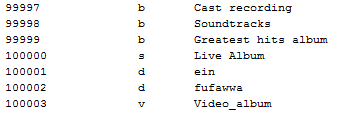 99997 b Cast recording
99998 b Soundtracks
99999 b Greatest hits album
100000 s Live Album
100001 d ein
100002 d fufawwa
100003 v Video_album